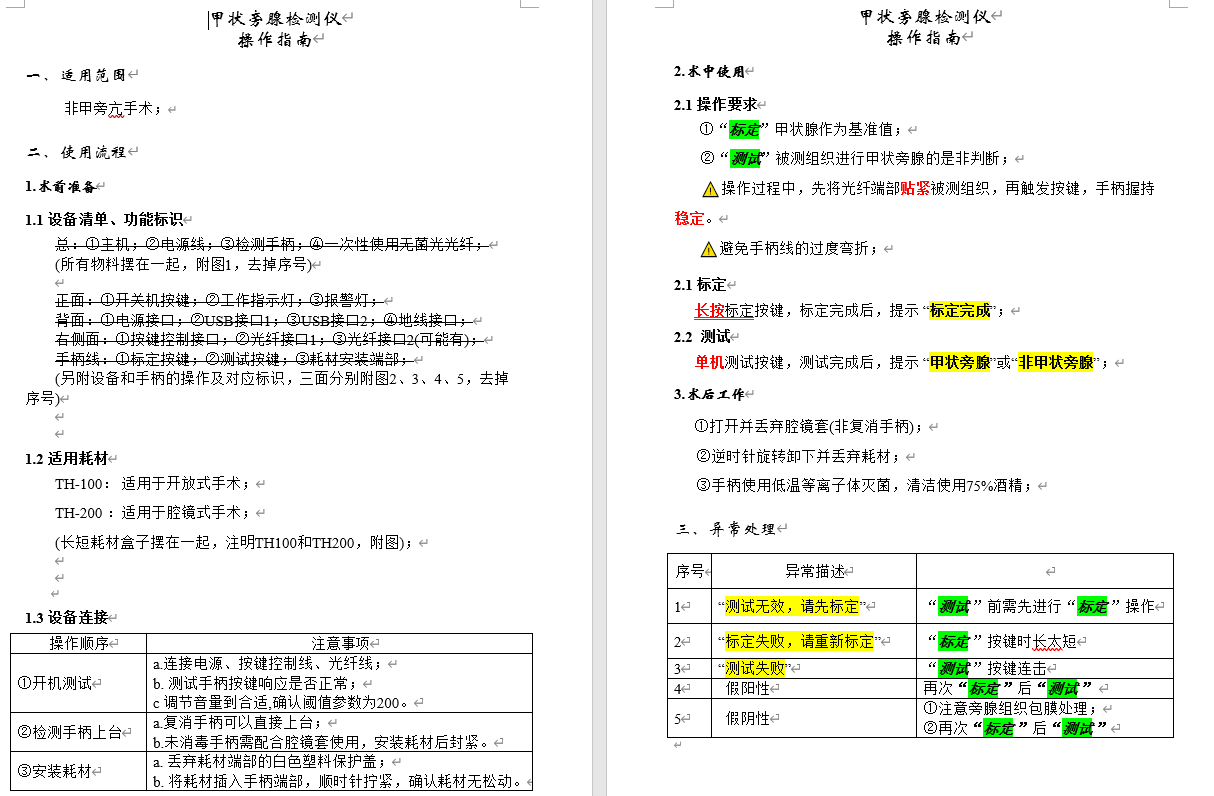 甲状旁腺检测仪
操作指南
一、适用范围
非甲旁亢手术；
二、使用流程
1.术前准备
1.1 设备清单、功能标识
总：①主机；②电源线；③检测手柄；④一次性使用无菌光光纤；
(所有物料摆在一起，附图1，去掉序号)
正面：①开关机按键；②工作指示灯；③报警灯；
背面：①电源接口；②USB接口1；③USB接口2；④地线接口；
右侧面：①按键控制接口；②光纤接口1；③光纤接口2(可能有)；
手柄线：①标定按键；②测试按键；③耗材安装端部；
(另附设备和手柄的操作及对应标识，三面分别附图2、3、4、5，去掉
序号)
1.2 适用耗材
TH-100： 适用于开放式手术；
TH-200 ：适用于腔镜式手术；
(长短耗材盒子摆在一起，注明TH100和TH200，附图)；
1.3 设备连接
操作顺序 注意事项
①开机测试
a.连接电源、按键控制线、光纤线；
b. 测试手柄按键响应是否正常；
c 调节音量到合适,确认阈值参数为200。
②检测手柄上台
a.复消手柄可以直接上台；
b.未消毒手柄需配合腔镜套使用，安装耗材后封紧。
③安装耗材
a. 丢弃耗材端部的白色塑料保护盖；
b. 将耗材插入手柄端部，顺时针拧紧，确认耗材无松动。
甲状旁腺检测仪
操作指南
2.术中使用
2.1 操作要求
①“标定”甲状腺作为基准值；
②“测试”被测组织进行甲状旁腺的是非判断；
操作过程中，先将光纤端部贴紧被测组织，再触发按键，手柄握持
稳定。
避免手柄线的过度弯折；
2.1 标定
长按标定按键，标定完成后，提示 “标定完成”；
2.2 测试
单机测试按键，测试完成后，提示 “甲状旁腺”或“非甲状旁腺”；
3.术后工作
①打开并丢弃腔镜套(非复消手柄)；
②逆时针旋转卸下并丢弃耗材；
③手柄使用低温等离子体灭菌，清洁使用75%酒精；
三、异常处理
序号 异常描述
1 “测试无效，请先标定” “测试”前需先进行“标定”操作
2 “标定失败，请重新标定” “标定”按键时长太短
3 “测试失败” “测试”按键连击
4 假阳性 再次“标定”后“测试”
5 假阴性
①注意旁腺组织包膜处理；
②再次“标定”后“测试”